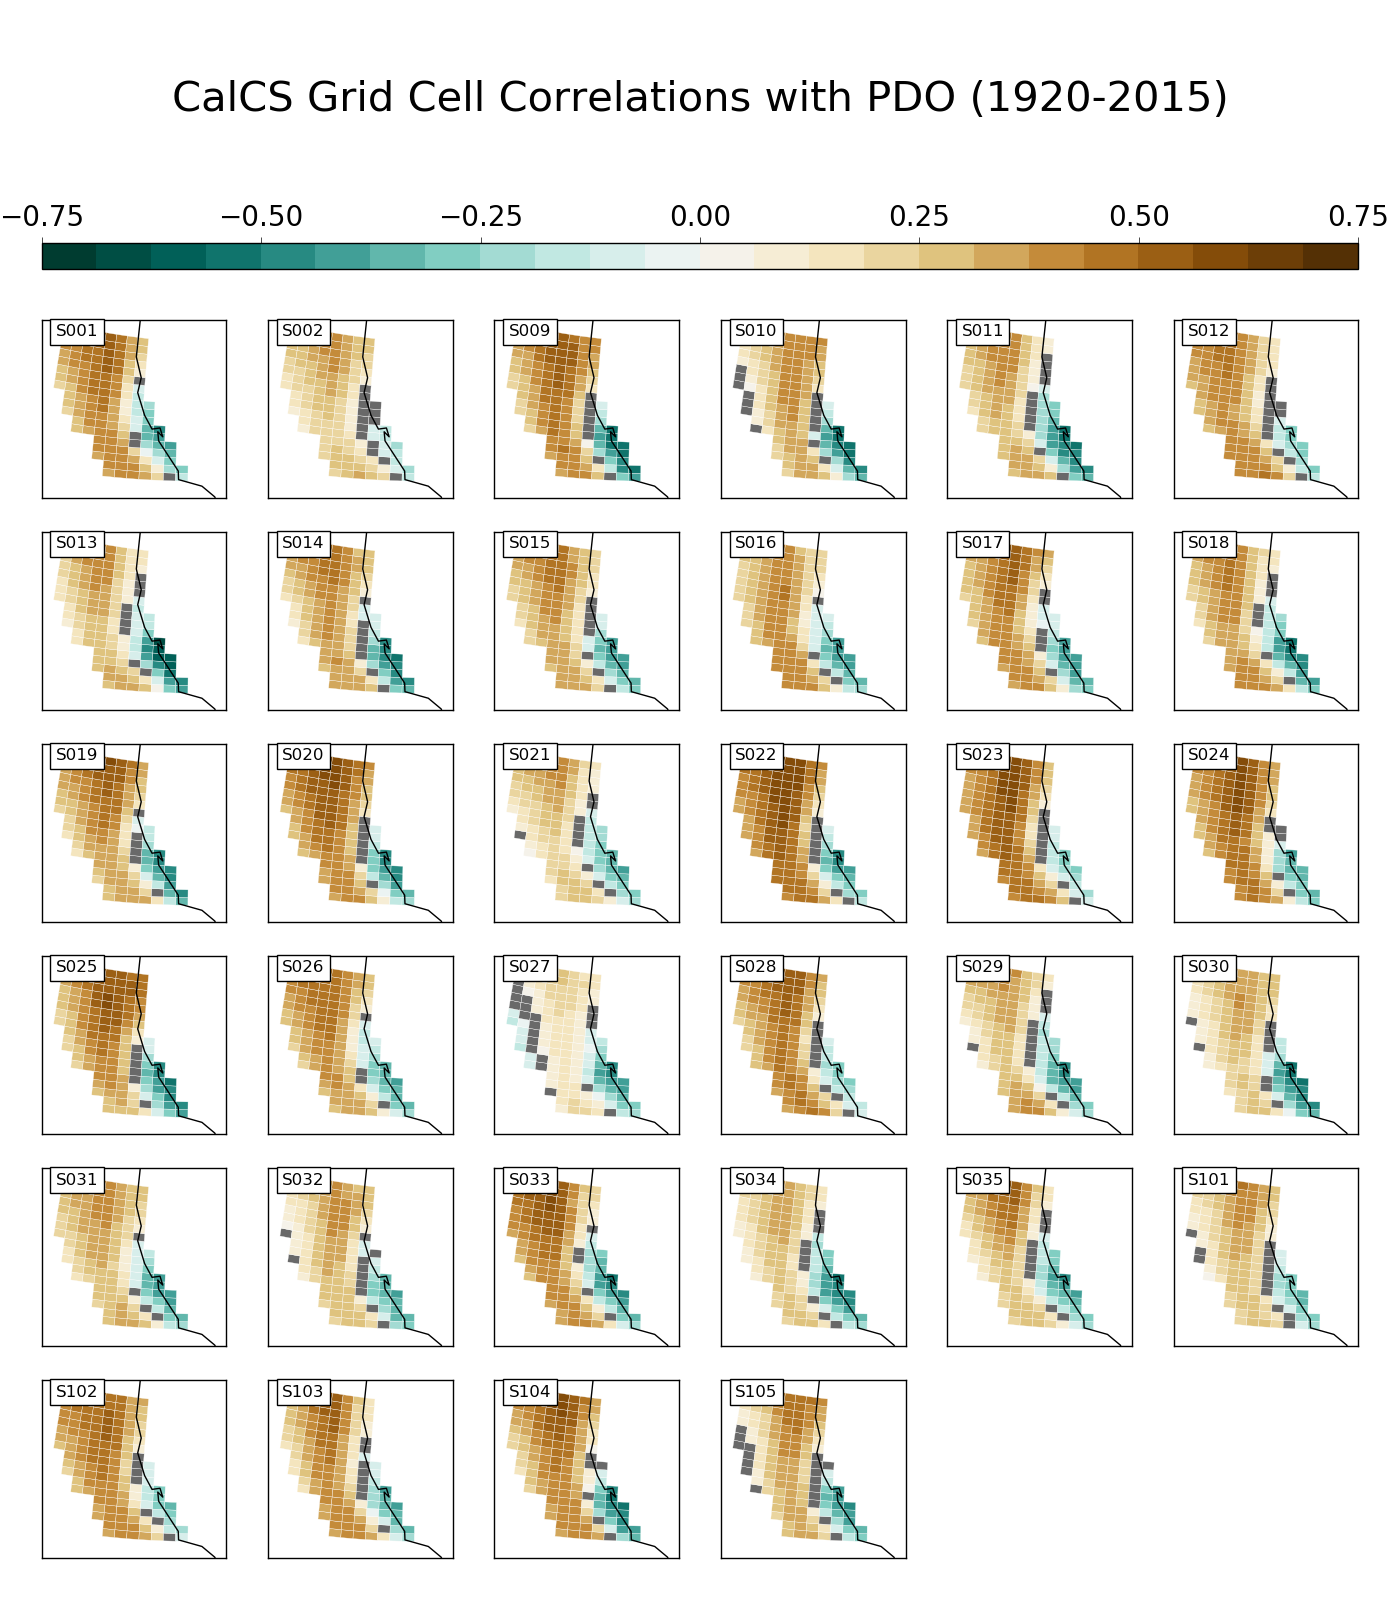 CalCS Grid Cell Correlations with PDO (1920-2015)
−0.75 −0.50 −0.25 0.00 0.25 0.50 0.75
S001 S002 S009 S010 S011 S012
S013 S014 S015 S016 S017 S018
S019 S020 S021 S022 S023 S024
S025 S026 S027 S028 S029 S030
S031 S032 S033 S034 S035 S101
S102 S103 S104 S105